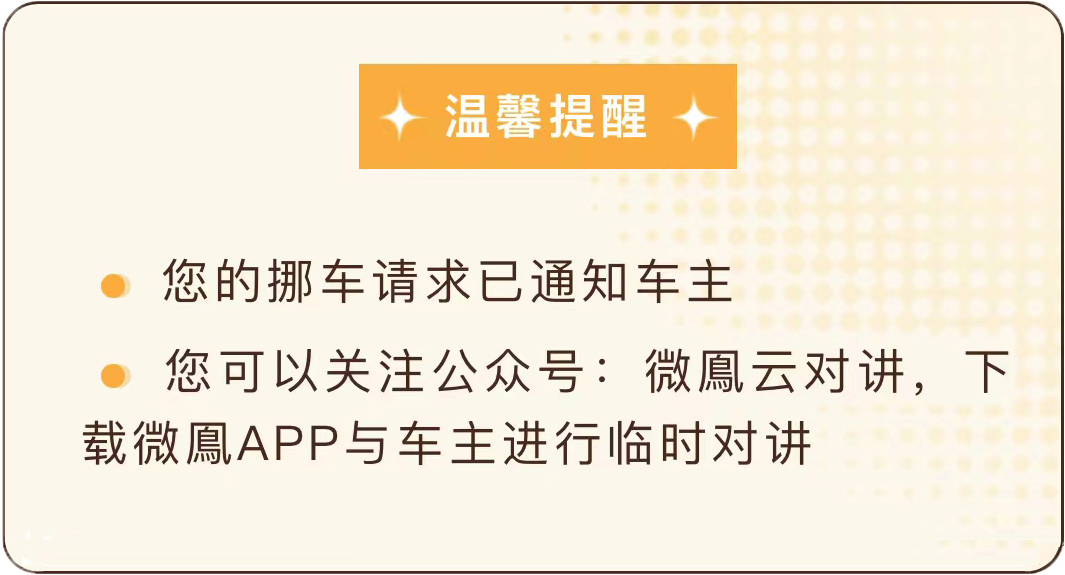 温馨提醒
您的挪车请求已通知车主
您可以关注公众号：微鳯云对讲，下
载微鳯APP与车主进行临时对讲